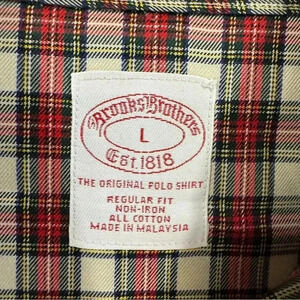 Brooks Brothers
L
Est. 1818
THE ORIGINAL POLO SHIRT
REGULAR FIT
NON-IRON
ALL COTTON
MADE IN MALAYSIA